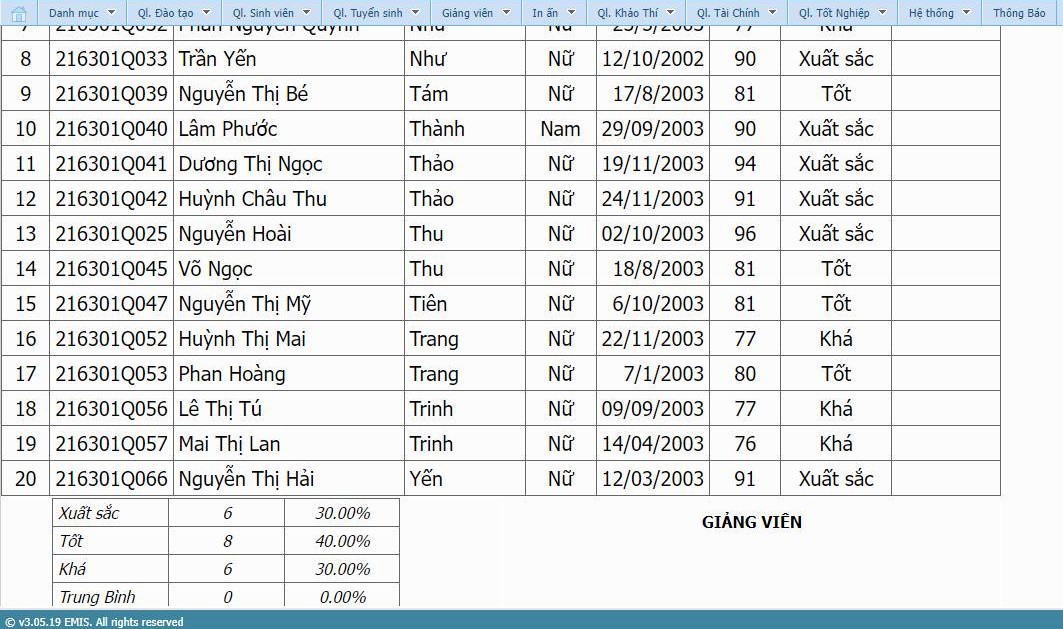 Danh mục Ql. Đào tạo Ql. Sinh viên Ql. Tuyển sinh Giảng viên In ấn Ql. Khảo Thí Ql. Tài Chính Ql. Tốt Nghiệp Hệ thống Thông Báo
7 216301Q032 Phan Nguyễn Quỳnh Như Nữ 77 Khá
8 216301Q033 Trần Yến Như Nữ 12/10/2002 90 Xuất sắc
9 216301Q039 Nguyễn Thị Bé Tám Nữ 17/8/2003 81 Tốt
10 216301Q040 Lâm Phước Thành Nam 29/09/2003 90 Xuất sắc
11 216301Q041 Dương Thị Ngọc Thảo Nữ 19/11/2003 94 Xuất sắc
12 216301Q042 Huỳnh Châu Thu Thảo Nữ 24/11/2003 91 Xuất sắc
13 216301Q025 Nguyễn Hoài Thu Nữ 02/10/2003 96 Xuất sắc
14 216301Q045 Võ Ngọc Thu Nữ 18/8/2003 81 Tốt
15 216301Q047 Nguyễn Thị Mỹ Tiên Nữ 6/10/2003 81 Tốt
16 216301Q052 Huỳnh Thị Mai Trang Nữ 22/11/2003 77 Khá
17 216301Q053 Phan Hoàng Trang Nữ 7/1/2003 80 Tốt
18 216301Q056 Lê Thị Tú Trinh Nữ 09/09/2003 77 Khá
19 216301Q057 Mai Thị Lan Trinh Nữ 14/04/2003 76 Khá
20 216301Q066 Nguyễn Thị Hải Yến Nữ 12/03/2003 91 Xuất sắc
Xuất sắc 6 30.00%
GIẢNG VIÊN
Tốt 8 40.00%
Khá 6 30.00%
Trung Bình 0 0.00%
© v3.05.19 EMIS. All rights reserved